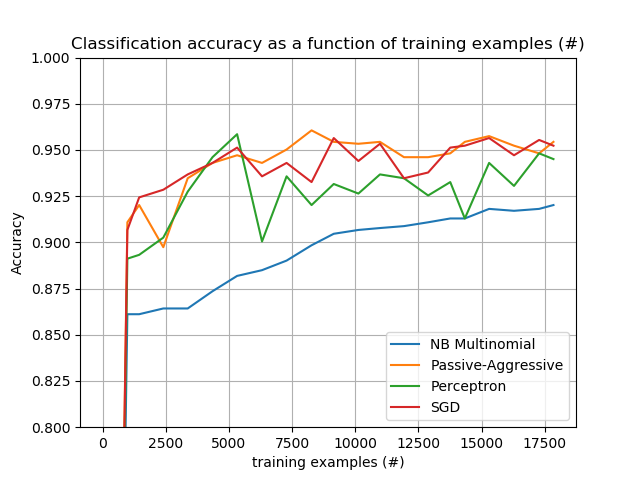 Classification accuracy as a function of training examples (#)
1.000
0.975
0.950
0.925
0.900
0.875
0.850
0.825
0.800
Accuracy
NB Multinomial
Passive-Aggressive
Perceptron
SGD
0 2500 5000 7500 10000 12500 15000 17500
training examples (#)